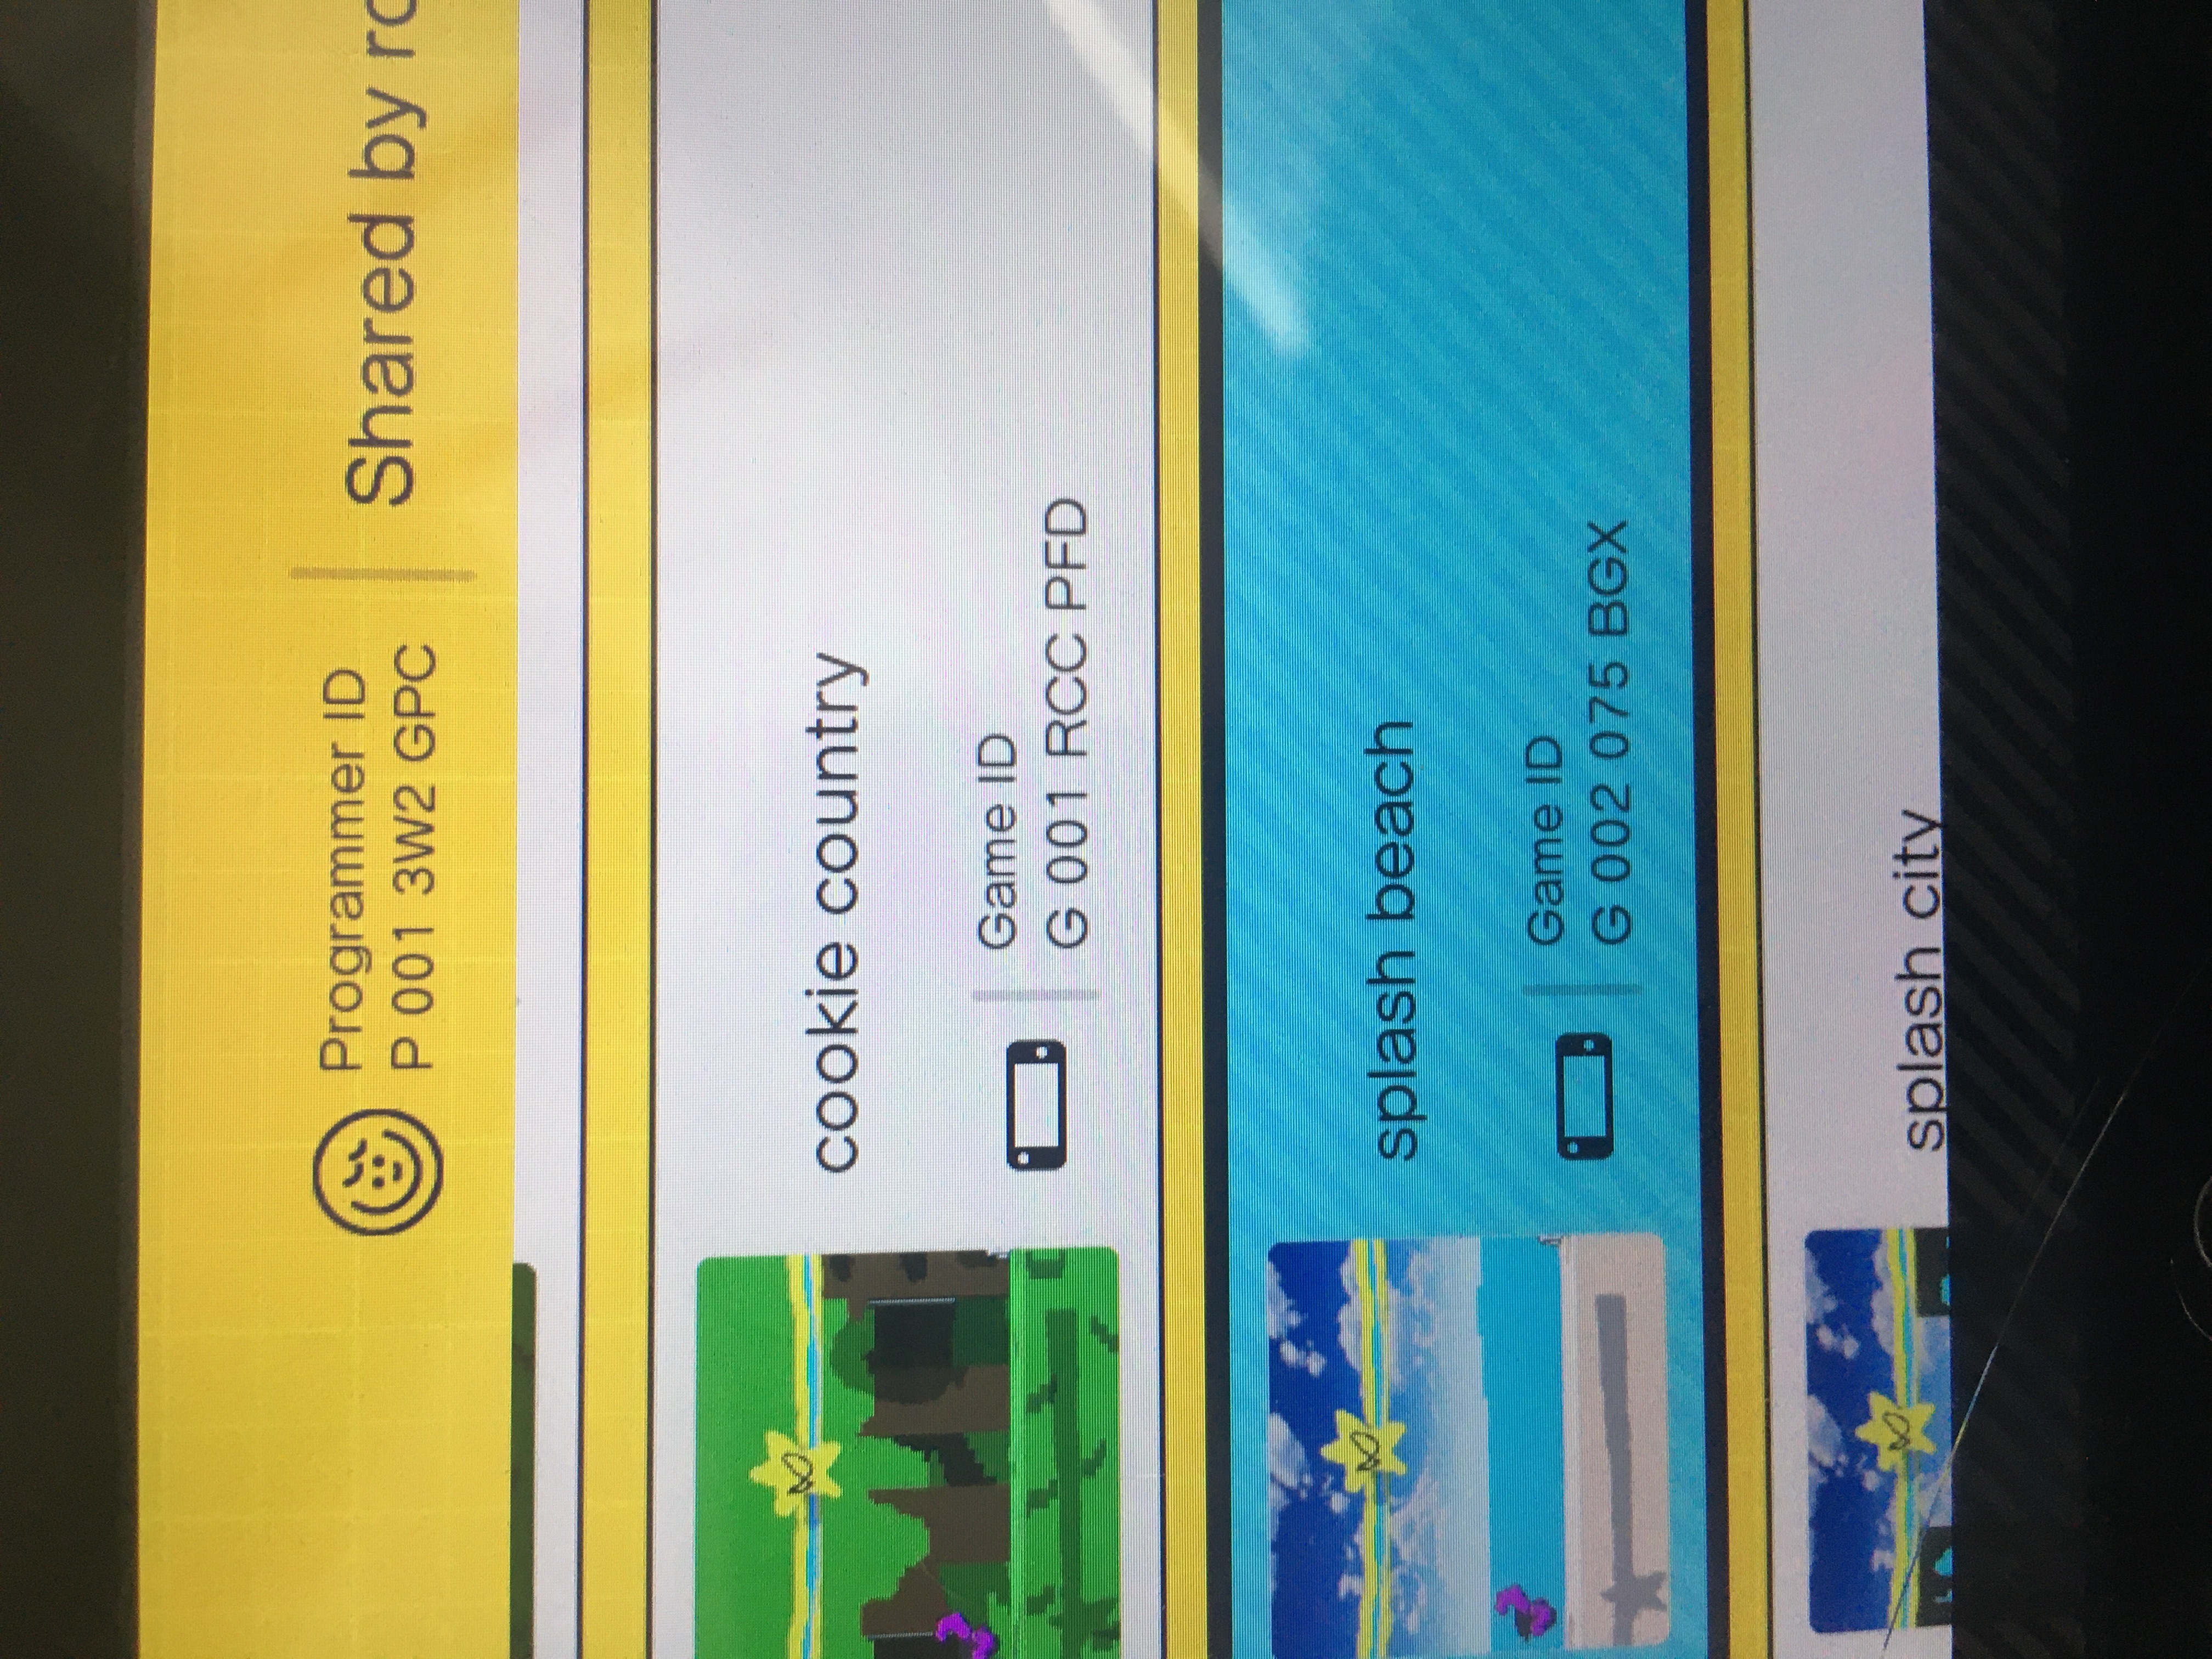 Programmer ID
P 001 3W2 GPC
Shared by
cookie country
Game ID
G 001 RCC PFD
splash beach
Game ID
G 002 075 BGX
splash city